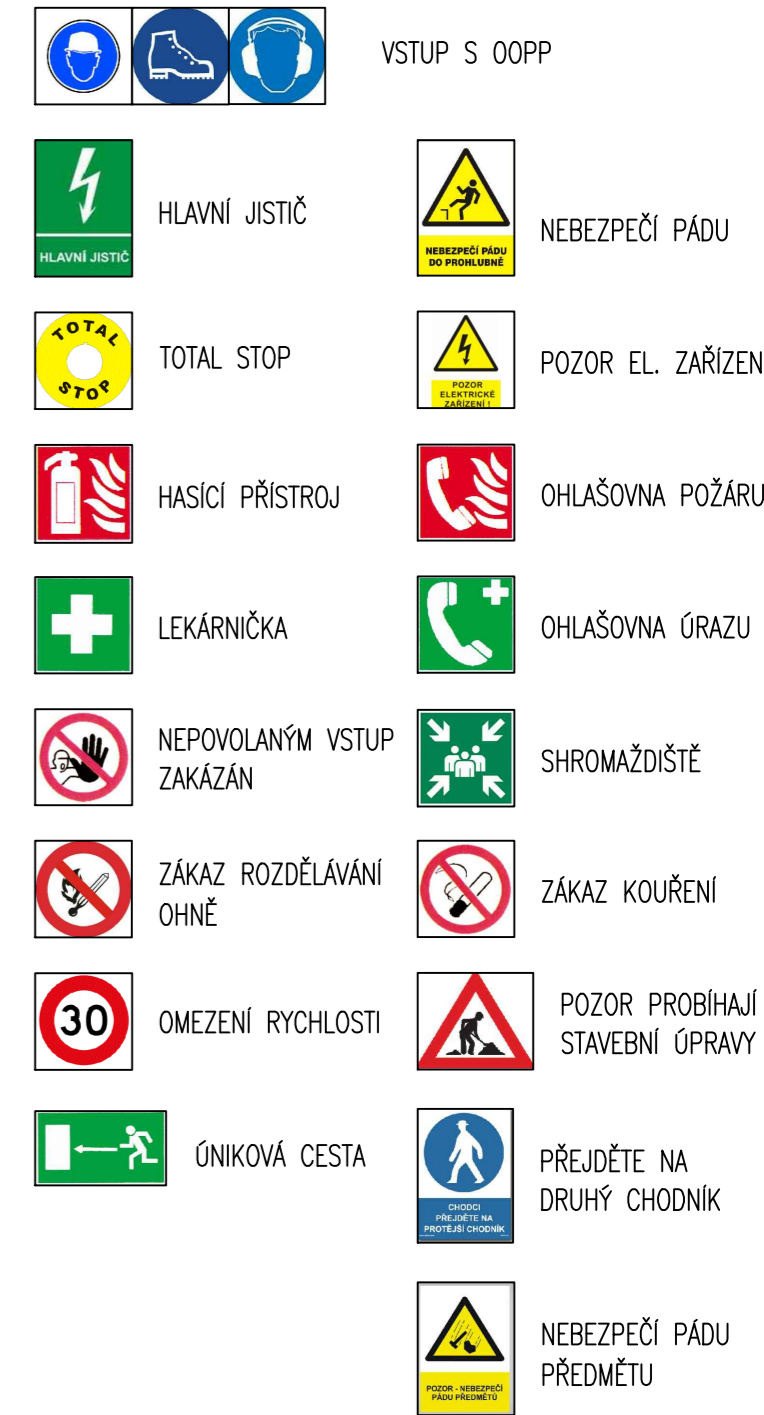 VSTUP S OOPP
HLAVNÍ JISTIČ
HLAVNÍ JISTIČ
NEBEZPEČÍ PÁDU
DO PROHLUBNĚ
NEBEZPEČÍ PÁDU
TOTAL
STOP
TOTAL STOP
POZOR
ELEKTRICKÉ
ZAŘÍZENÍ !
POZOR EL. ZAŘÍZEN
HASÍCÍ PŘÍSTROJ
OHLAŠOVNA POŽÁRU
LEKÁRNIČKA
OHLAŠOVNA ÚRAZU
NEPOVOLANÝM VSTUP
ZAKÁZÁN
SHROMAŽDIŠTĚ
ZÁKAZ ROZDĚLÁVÁNÍ
OHNĚ
ZÁKAZ KOUŘENÍ
30
OMEZENÍ RYCHLOSTI
POZOR PROBÍHAJÍ
STAVEBNÍ ÚPRAVY
ÚNIKOVÁ CESTA
CHODCI
PŘEJDĚTE NA
PROTĚJŠÍ CHODNÍK
PŘEJDĚTE NA
DRUHÝ CHODNÍK
POZOR - NEBEZPEČÍ
PÁDU PŘEDMĚTŮ
NEBEZPEČÍ PÁDU
PŘEDMĚTU